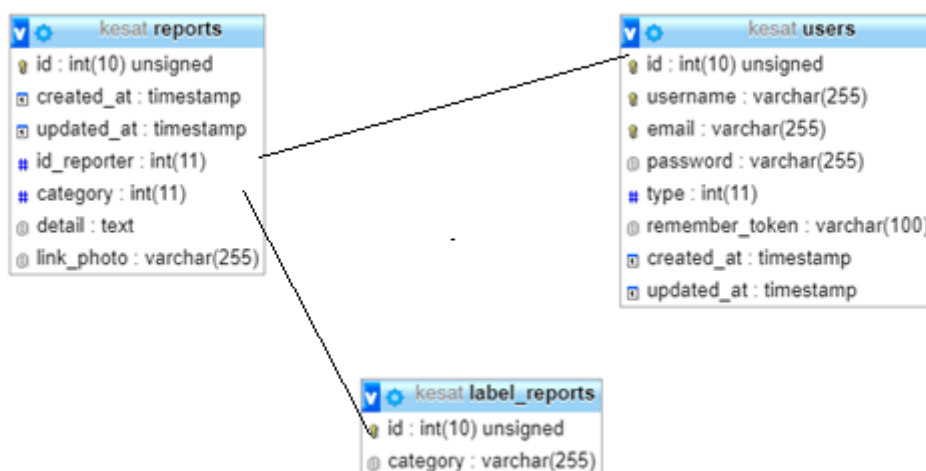 kesat reports
id : int(10) unsigned
created_at : timestamp
updated_at : timestamp
id_reporter : int(11)
category : int(11)
detail : text
link_photo : varchar(255)
kesat users
id : int(10) unsigned
username : varchar(255)
email : varchar(255)
password : varchar(255)
type : int(11)
remember_token : varchar(100)
created_at : timestamp
updated_at : timestamp
kesat label_reports
id : int(10) unsigned
category : varchar(255)